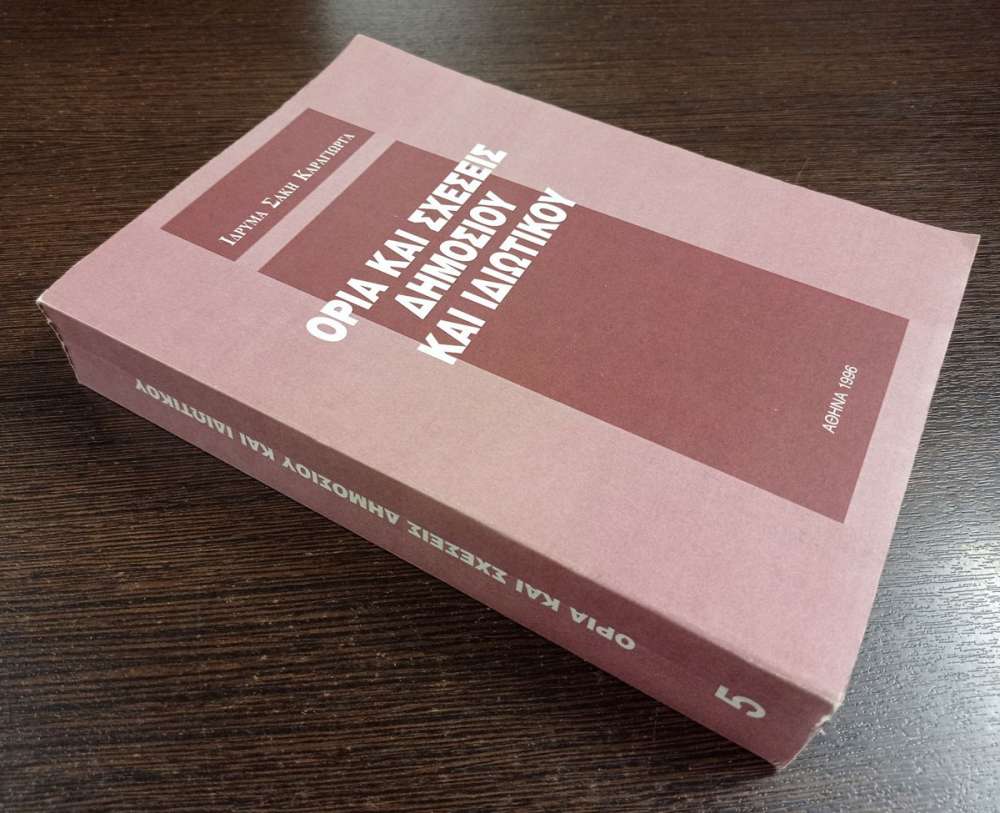 ΙΔΡΥΜΑ ΣΑΚΗ ΚΑΡΑΓΙΩΡΓΑ
ΟΡΙΑ ΚΑΙ ΣΧΕΣΕΙΣ
ΔΗΜΟΣΙΟΥ
ΚΑΙ ΙΔΙΩΤΙΚΟΥ
ΑΘΗΝΑ 1996
ΟΡΙΑ ΚΑΙ ΣΧΕΣΕΙΣ ΔΗΜΟΣΙΟΥ ΚΑΙ ΙΔΙΩΤΙΚΟΥ
5